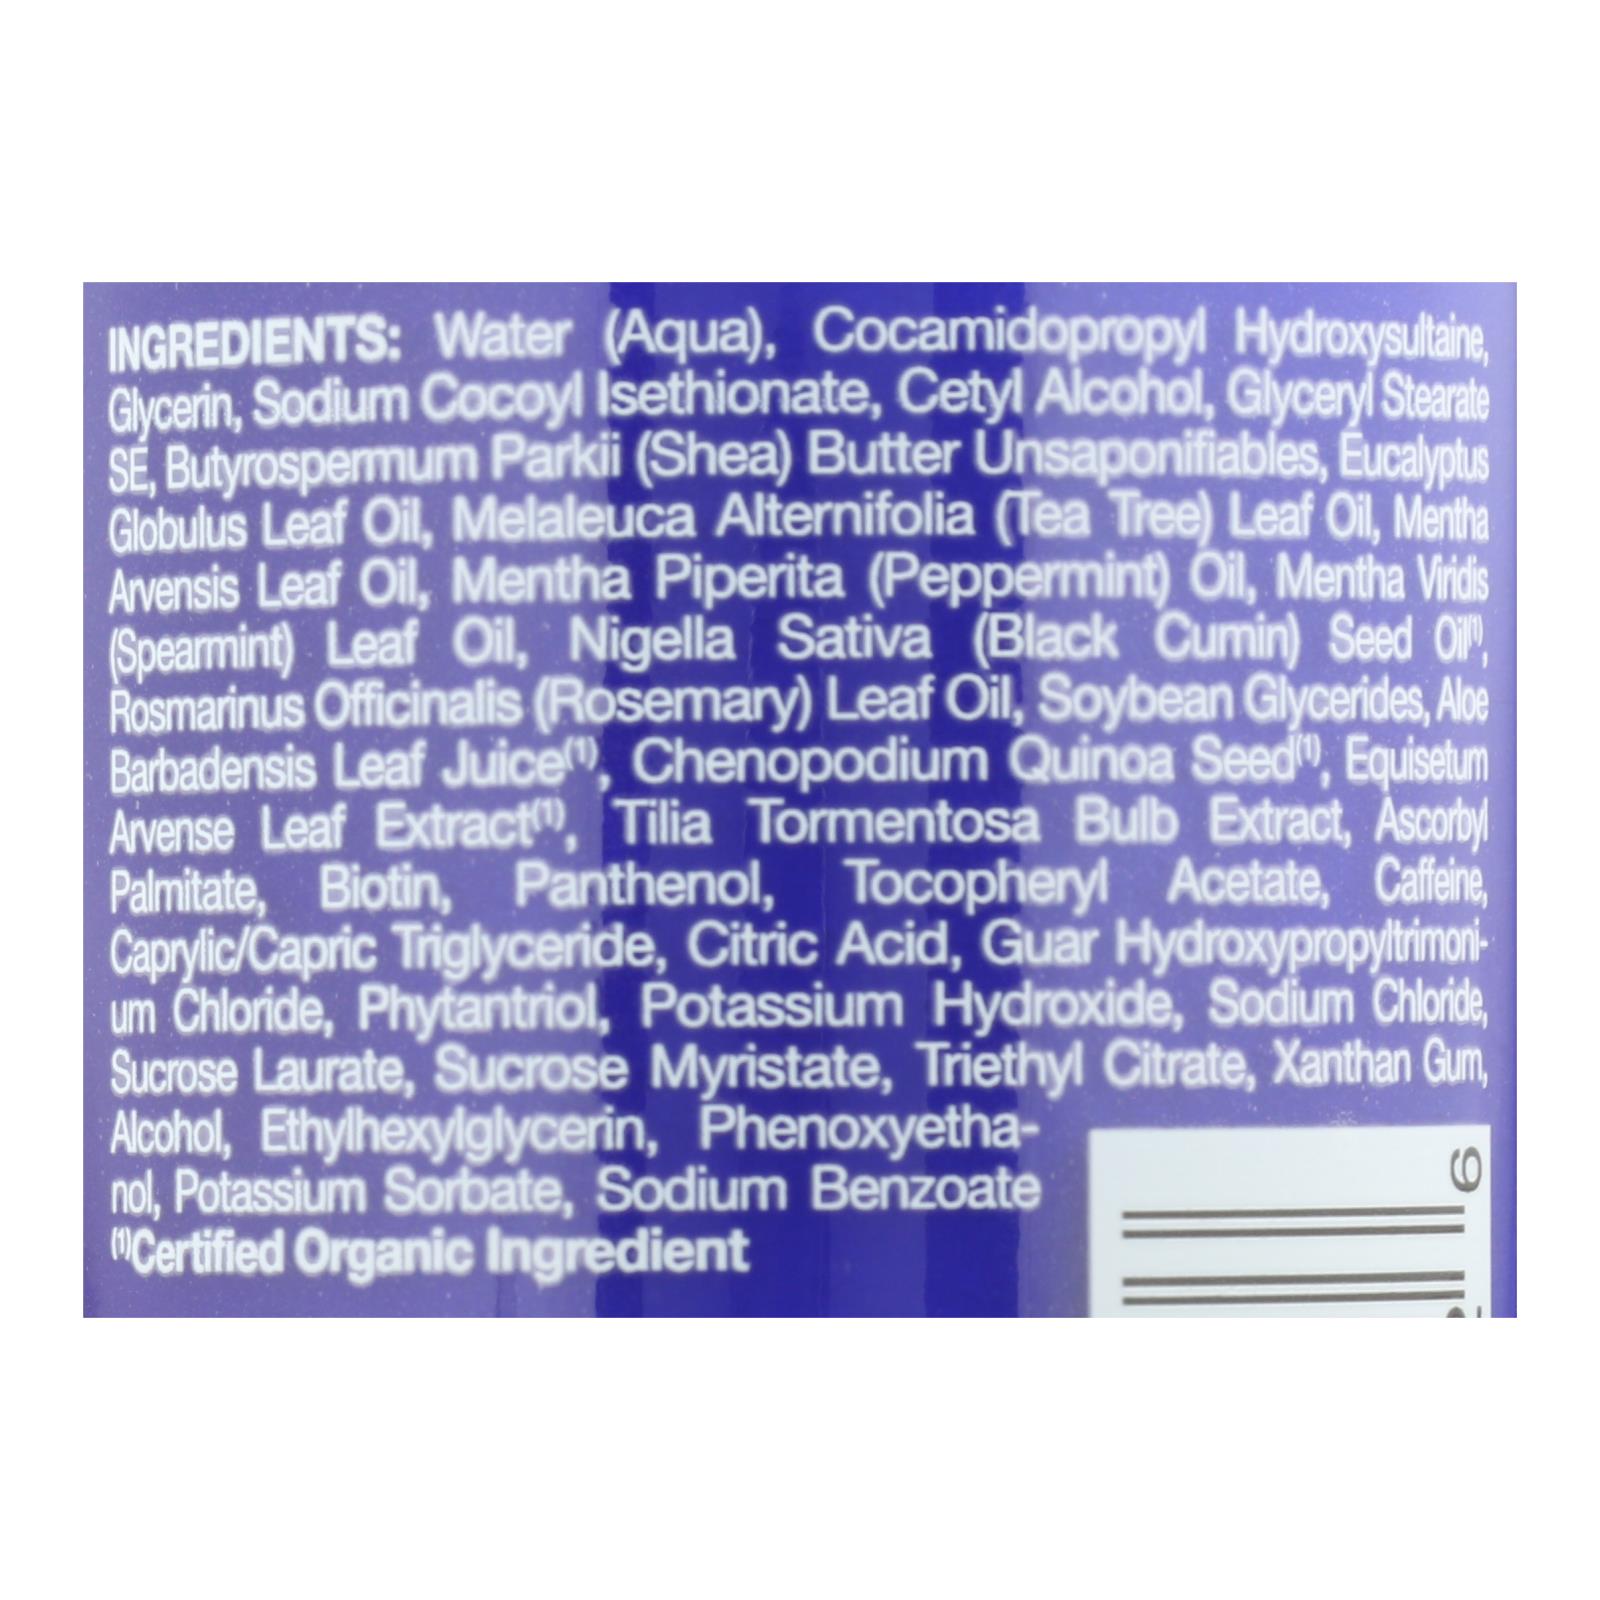 INGREDIENTS: Water (Aqua), Cocamidopropyl Hydroxysultaine,
Glycerin, Sodium Cocoyl Isethionate, Cetyl Alcohol, Glyceryl Stearate
SE, Butyrospermum Parkii (Shea) Butter Unsaponifiables, Eucalyptus
Globulus Leaf Oil, Melaleuca Alternifolia (Tea Tree) Leaf Oil, Mentha
Arvensis Leaf Oil, Mentha Piperita (Peppermint) Oil, Mentha Viridis
(Spearmint) Leaf Oil, Nigella Sativa (Black Cumin) Seed Oil⁽¹⁾,
Rosmarinus Officinalis (Rosemary) Leaf Oil, Soybean Glycerides, Aloe
Barbadensis Leaf Juice⁽¹⁾, Chenopodium Quinoa Seed⁽¹⁾, Equisetum
Arvense Leaf Extract⁽¹⁾, Tilia Tormentosa Bulb Extract, Ascorbyl
Palmitate, Biotin, Panthenol, Tocopheryl Acetate, Caffeine,
Caprylic/Capric Triglyceride, Citric Acid, Guar Hydroxypropyltrimoni-
um Chloride, Phytantriol, Potassium Hydroxide, Sodium Chloride,
Sucrose Laurate, Sucrose Myristate, Triethyl Citrate, Xanthan Gum,
Alcohol, Ethylhexylglycerin, Phenoxyetha-
nol, Potassium Sorbate, Sodium Benzoate
⁽¹⁾Certified Organic Ingredient
9